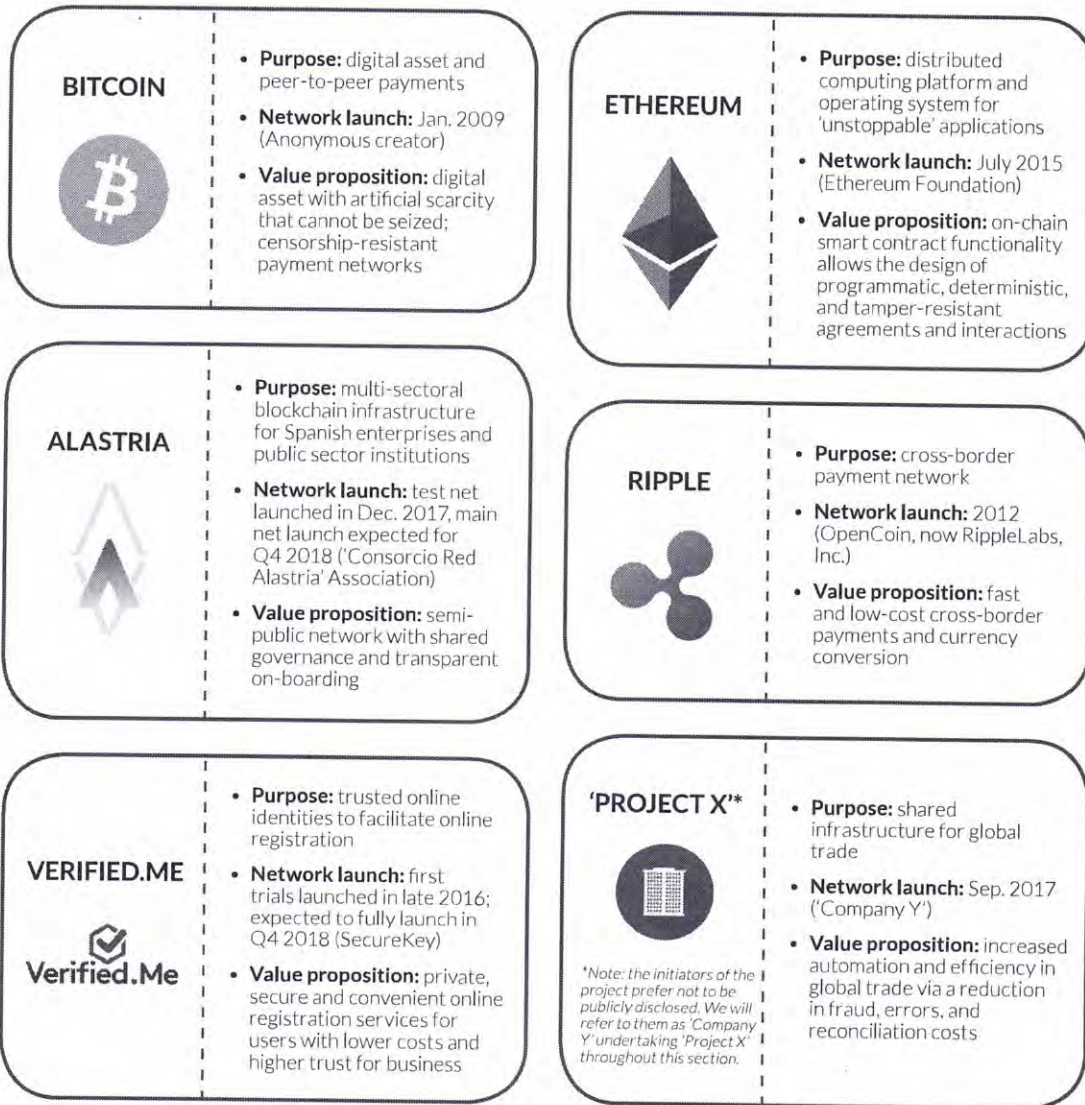 BITCOIN
• Purpose: digital asset and
peer-to-peer payments
• Network launch: Jan. 2009
(Anonymous creator)
• Value proposition: digital
asset with artificial scarcity
that cannot be seized;
censorship-resistant
payment networks
ETHEREUM
• Purpose: distributed
computing platform and
operating system for
'unstoppable' applications
• Network launch: July 2015
(Ethereum Foundation)
• Value proposition: on-chain
smart contract functionality
allows the design of
programmatic, deterministic,
and tamper-resistant
agreements and interactions
ALASTRIA
• Purpose: multi-sectoral
blockchain infrastructure
for Spanish enterprises and
public sector institutions
• Network launch: test net
launched in Dec. 2017, main
net launch expected for
Q4 2018 ('Consorcio Red
Alastria' Association)
• Value proposition: semi-
public network with shared
governance and transparent
on-boarding
RIPPLE
• Purpose: cross-border
payment network
• Network launch: 2012
(OpenCoin, now RippleLabs,
Inc.)
• Value proposition: fast
and low-cost cross-border
payments and currency
conversion
VERIFIED.ME
Verified.Me
• Purpose: trusted online
identities to facilitate online
registration
• Network launch: first
trials launched in late 2016;
expected to fully launch in
Q4 2018 (SecureKey)
• Value proposition: private,
secure and convenient online
registration services for
users with lower costs and
higher trust for business
'PROJECT X'*
*Note: the initiators of the
project prefer not to be
publicly disclosed. We will
refer to them as 'Company
Y' undertaking 'Project X'
throughout this section.
• Purpose: shared
infrastructure for global
trade
• Network launch: Sep. 2017
('Company Y')
• Value proposition: increased
automation and efficiency in
global trade via a reduction
in fraud, errors, and
reconciliation costs